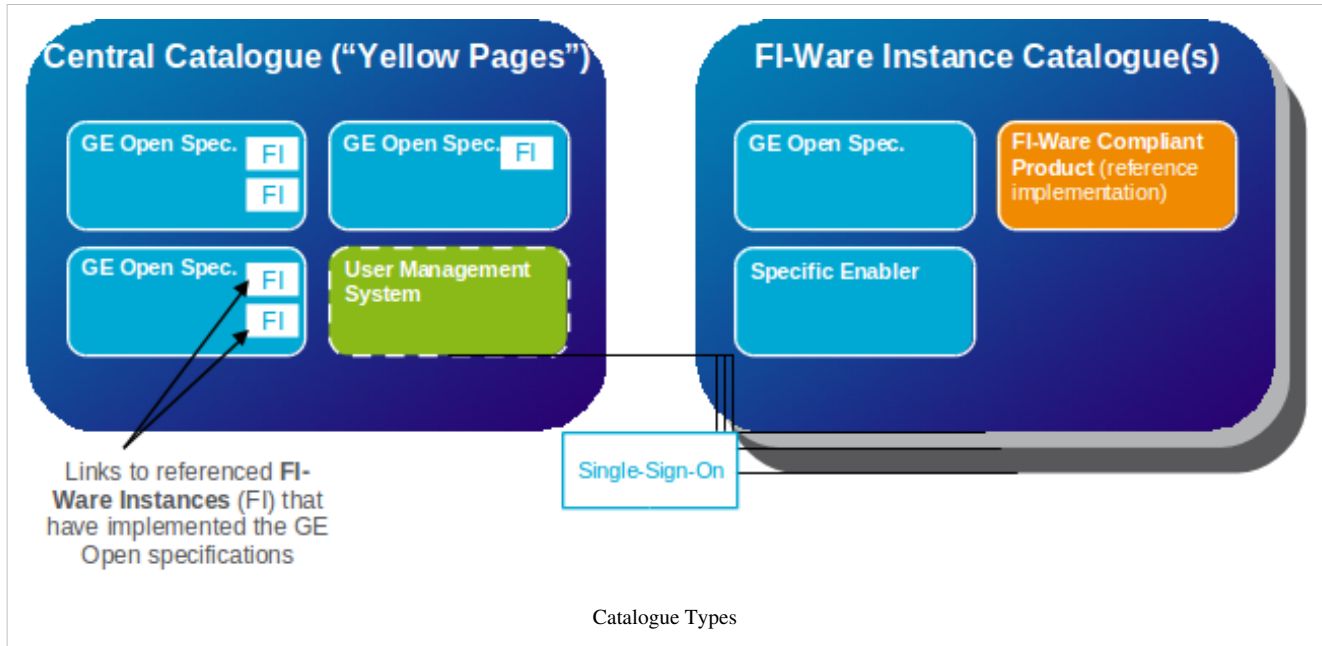 Central Catalogue (“Yellow Pages”)
GE Open Spec.
FI
FI
GE Open Spec.
FI
GE Open Spec.
FI
FI
User Management
System
Links to referenced FI-
Ware Instances (FI) that
have implemented the GE
Open specifications
FI-Ware Instance Catalogue(s)
GE Open Spec.
FI-Ware Compliant
Product (reference
implementation)
Specific Enabler
Single-Sign-On
Catalogue Types